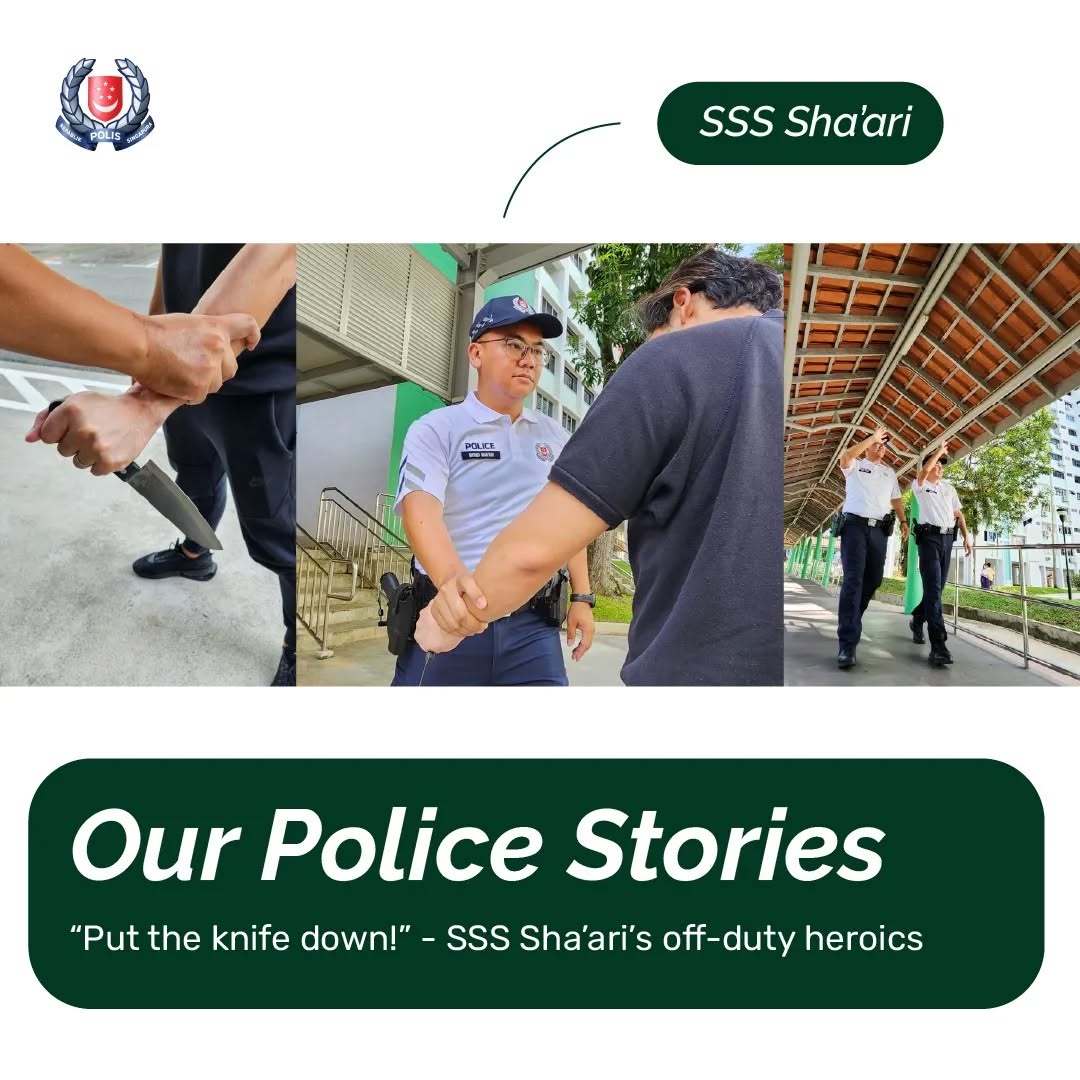 REPUBLIK POLIS SINGAPURA
SSS Sha’ari
POLICE
Our Police Stories
“Put the knife down!” - SSS Sha’ari’s off-duty heroics